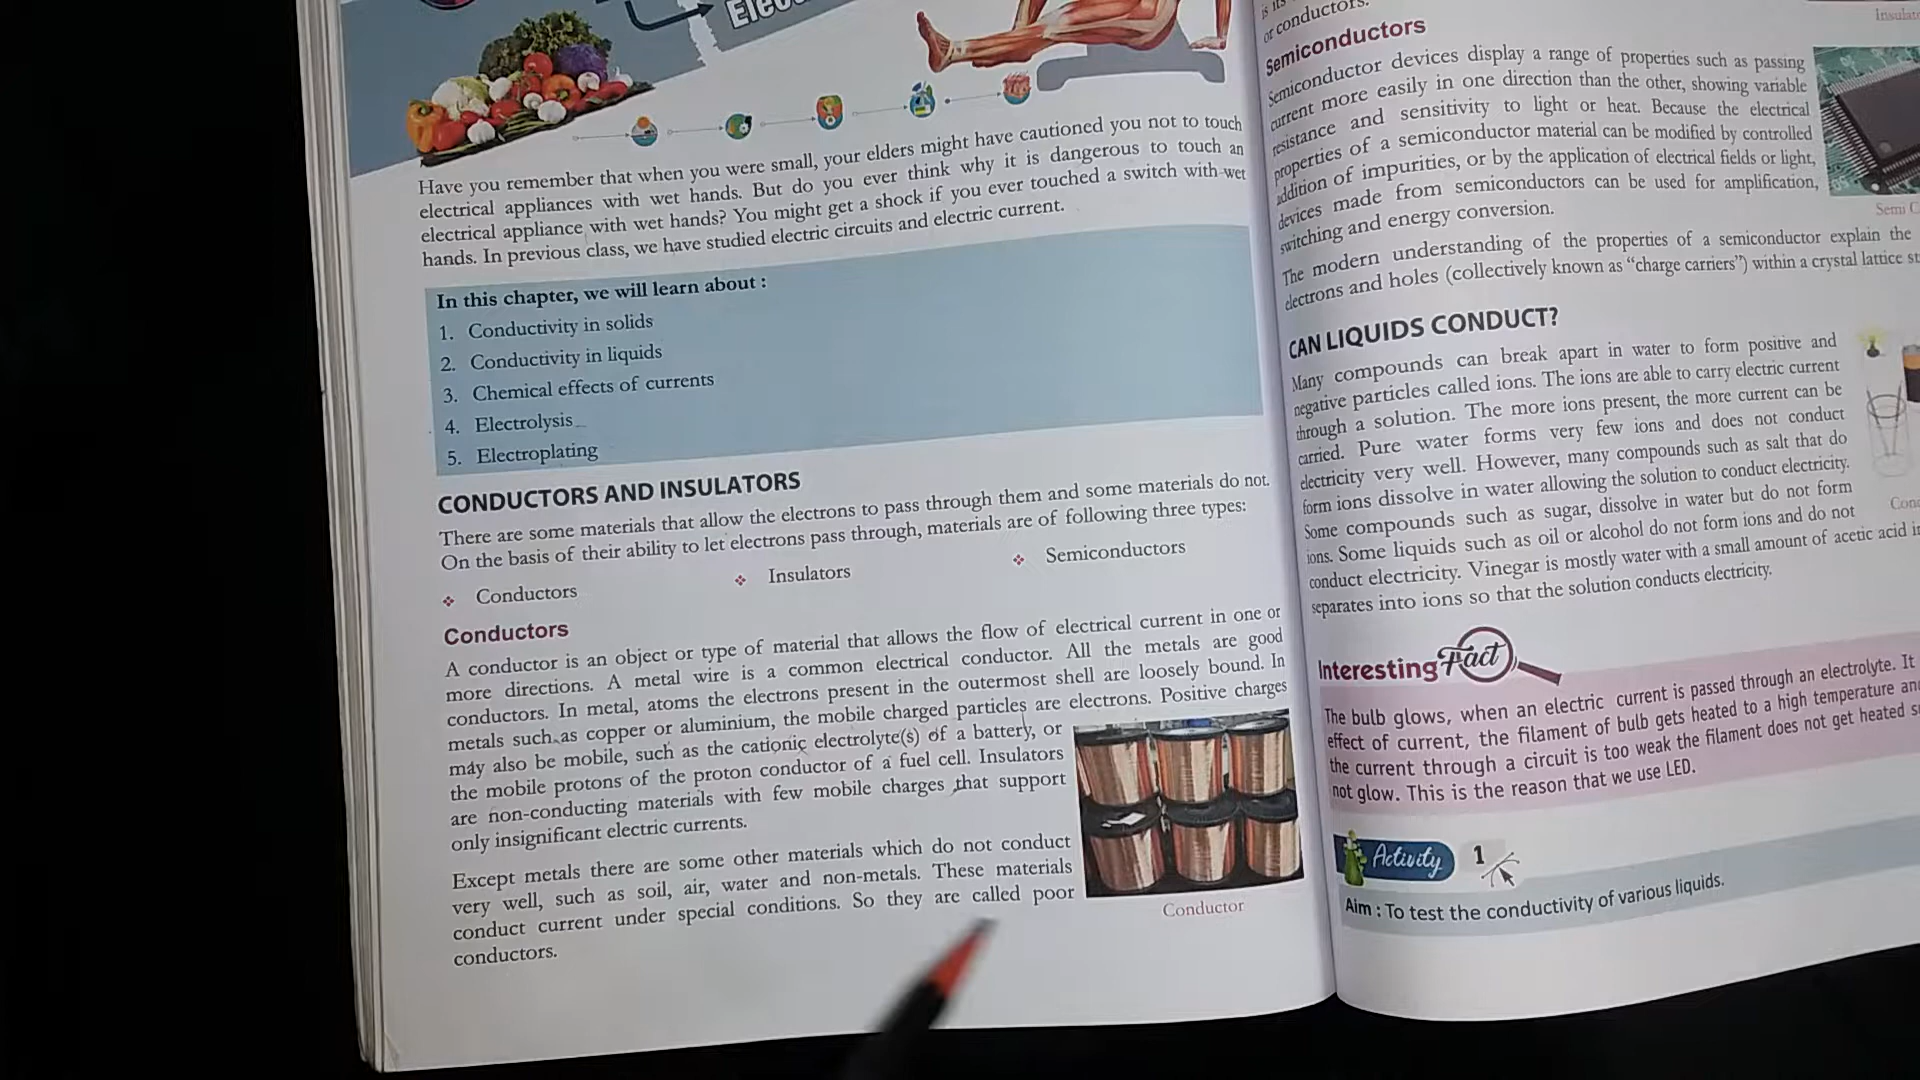 Elec
Have you remember that when you were small, your elders might have cautioned you not to touch
electrical appliances with wet hands. But do you ever think why it is dangerous to touch an
electrical appliance with wet hands? You might get a shock if you ever touched a switch with wet
hands. In previous class, we have studied electric circuits and electric current.
In this chapter, we will learn about :
1. Conductivity in solids
2. Conductivity in liquids
3. Chemical effects of currents
4. Electrolysis
5. Electroplating
CONDUCTORS AND INSULATORS
There are some materials that allow the electrons to pass through them and some materials do not.
On the basis of their ability to let electrons pass through, materials are of following three types:
❖ Conductors ❖ Insulators ❖ Semiconductors
Conductors
A conductor is an object or type of material that allows the flow of electrical current in one or
more directions. A metal wire is a common electrical conductor. All the metals are good
conductors. In metal, atoms the electrons present in the outermost shell are loosely bound. In
metals such as copper or aluminium, the mobile charged particles are electrons. Positive charges
may also be mobile, such as the cationic electrolyte(s) of a battery, or
the mobile protons of the proton conductor of a fuel cell. Insulators
are non-conducting materials with few mobile charges that support
only insignificant electric currents.
Except metals there are some other materials which do not conduct
very well, such as soil, air, water and non-metals. These materials
conduct current under special conditions. So they are called poor
conductors.
Conductor
is its
or conductors.
Insulato
Semiconductors
Semiconductor devices display a range of properties such as passing
current more easily in one direction than the other, showing variable
resistance and sensitivity to light or heat. Because the electrical
properties of a semiconductor material can be modified by controlled
addition of impurities, or by the application of electrical fields or light,
devices made from semiconductors can be used for amplification,
switching and energy conversion.
Semi C
The modern understanding of the properties of a semiconductor explain the
electrons and holes (collectively known as “charge carriers”) within a crystal lattice st
CAN LIQUIDS CONDUCT?
Many compounds can break apart in water to form positive and
negative particles called ions. The ions are able to carry electric current
through a solution. The more ions present, the more current can be
carried. Pure water forms very few ions and does not conduct
electricity very well. However, many compounds such as salt that do
form ions dissolve in water allowing the solution to conduct electricity.
Some compounds such as sugar, dissolve in water but do not form
ions. Some liquids such as oil or alcohol do not form ions and do not
conduct electricity. Vinegar is mostly water with a small amount of acetic acid in
separates into ions so that the solution conducts electricity.
Cond
Interesting Fact
The bulb glows, when an electric current is passed through an electrolyte. It
effect of current, the filament of bulb gets heated to a high temperature and
the current through a circuit is too weak the filament does not get heated s
not glow. This is the reason that we use LED.
Activity 1
Aim : To test the conductivity of various liquids.